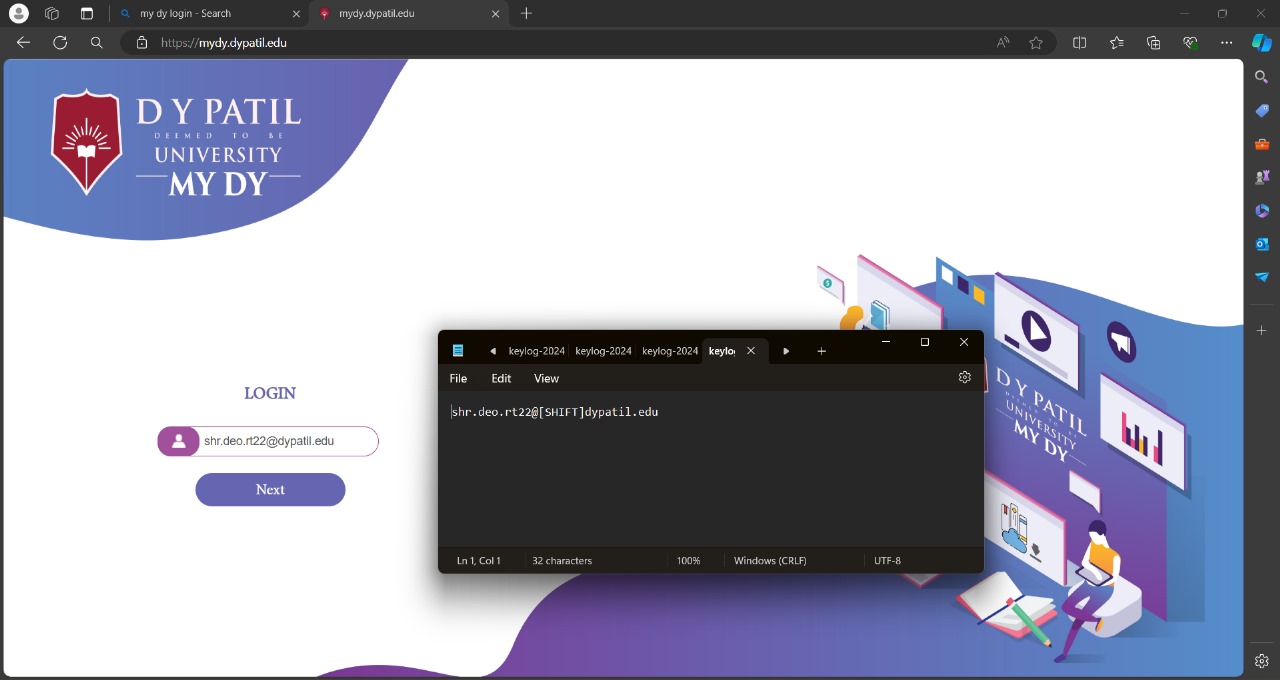 my dy login - Search
mydy.dypatil.edu
https://mydy.dypatil.edu
D Y PATIL
DEEMED TO BE
UNIVERSITY
MY DY
LOGIN
shr.deo.rt22@dypatil.edu
Next
keylog-2024
keylog-2024
keylog-2024
keylo
File Edit View
shr.deo.rt22@[SHIFT]dypatil.edu
Ln 1, Col 1
32 characters
100%
Windows (CRLF)
UTF-8
D Y PATIL
UNIVERSITY
MY DY